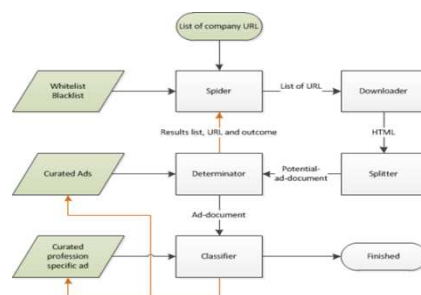 List of company URL
Whitelist
Blacklist
Spider
List of URL
Downloader
Results list, URL and outcome
HTML
Curated Ads
Determinator
Potential-
ad-document
Splitter
Ad-document
Curated
profession
specific ad
Classifier
Finished